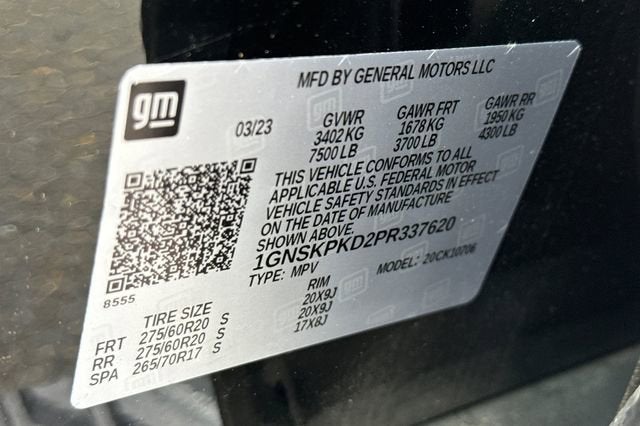 gm
MFD BY GENERAL MOTORS LLC
03/23 GVWR GAWR FRT GAWR RR
3402 KG 1678 KG 1950 KG
7500 LB 3700 LB 4300 LB
THIS VEHICLE CONFORMS TO ALL
APPLICABLE U.S. FEDERAL MOTOR
VEHICLE SAFETY STANDARDS IN EFFECT
ON THE DATE OF MANUFACTURE
SHOWN ABOVE.
1GNSKPKD2PR337620
TYPE: MPV MODEL: 20CK10706
8555
TIRE SIZE RIM
FRT 275/60R20 S 20X9J
RR 275/60R20 S 20X9J
SPA 265/70R17 S 17X8J